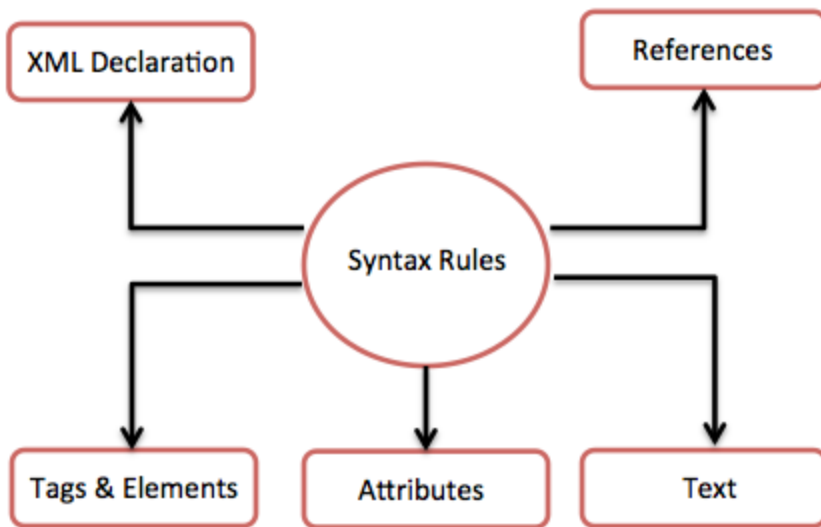 XML Declaration
References
Syntax Rules
Tags & Elements
Attributes
Text